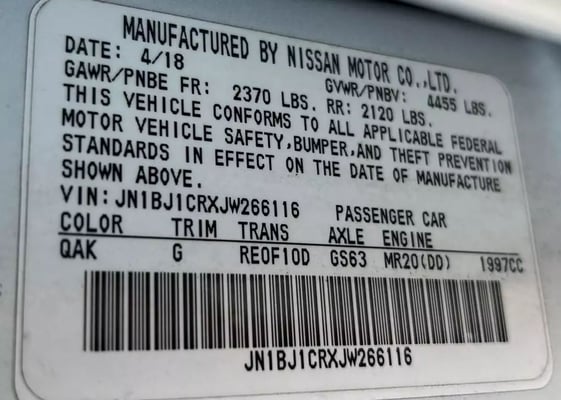 MANUFACTURED BY NISSAN MOTOR CO.,LTD.
DATE: 4/18 GVWR/PNBV: 4455 LBS.
GAWR/PNBE FR: 2370 LBS. RR: 2120 LBS.
THIS VEHICLE CONFORMS TO ALL APPLICABLE FEDERAL
MOTOR VEHICLE SAFETY,BUMPER,AND THEFT PREVENTION
STANDARDS IN EFFECT ON THE DATE OF MANUFACTURE
SHOWN ABOVE.
VIN: JN1BJ1CRXJW266116 PASSENGER CAR
COLOR TRIM TRANS AXLE ENGINE
QAK G RE0F10D GS63 MR20(DD) 1997CC
JN1BJ1CRXJW266116